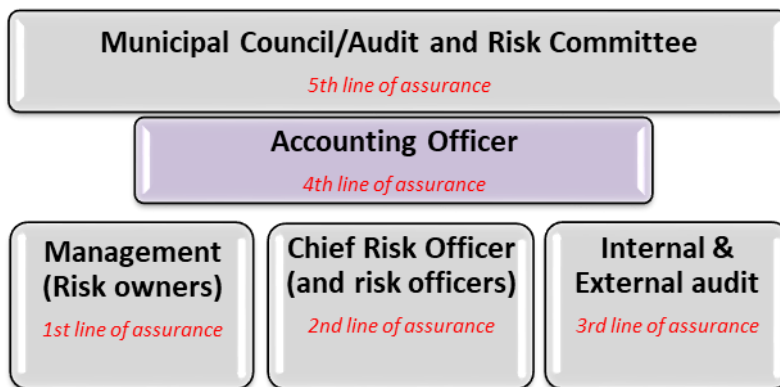 Municipal Council/Audit and Risk Committee
5th line of assurance
Accounting Officer
4th line of assurance
Management
(Risk owners)
1st line of assurance
Chief Risk Officer
(and risk officers)
2nd line of assurance
Internal &
External audit
3rd line of assurance